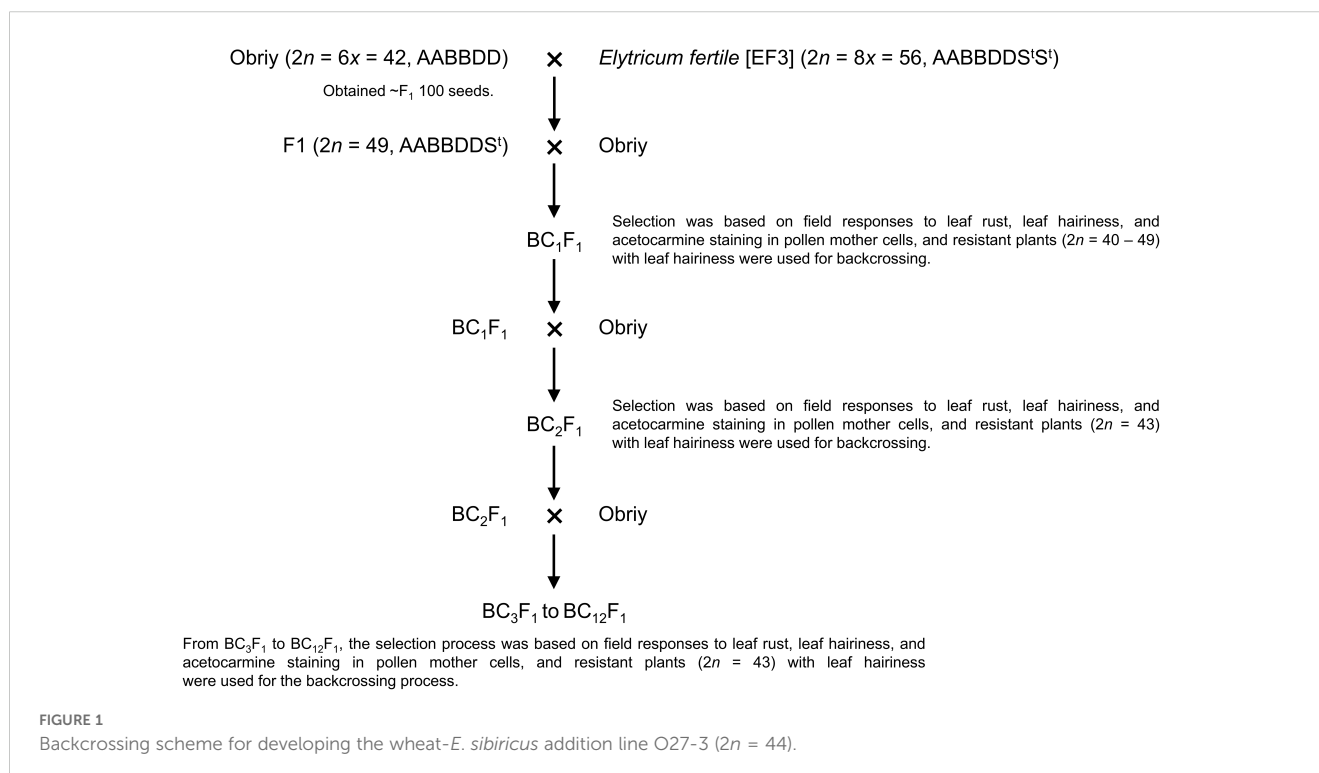 Obriy (2n = 6x = 42, AABBDD) × Elytricum fertile [EF3] (2n = 8x = 56, AABBDDSᵗSᵗ)
Obtained ~F₁ 100 seeds.
F1 (2n = 49, AABBDDSᵗ) × Obriy
Selection was based on field responses to leaf rust, leaf hairiness, and
acetocarmine staining in pollen mother cells, and resistant plants (2n = 40 – 49)
with leaf hairiness were used for backcrossing.
BC₁F₁
BC₁F₁ × Obriy
Selection was based on field responses to leaf rust, leaf hairiness, and
acetocarmine staining in pollen mother cells, and resistant plants (2n = 43)
with leaf hairiness were used for backcrossing.
BC₂F₁
BC₂F₁ × Obriy
BC₃F₁ to BC₁₂F₁
From BC₃F₁ to BC₁₂F₁, the selection process was based on field responses to leaf rust, leaf hairiness, and
acetocarmine staining in pollen mother cells, and resistant plants (2n = 43) with leaf hairiness
were used for the backcrossing process.
FIGURE 1
Backcrossing scheme for developing the wheat-E. sibiricus addition line O27-3 (2n = 44).